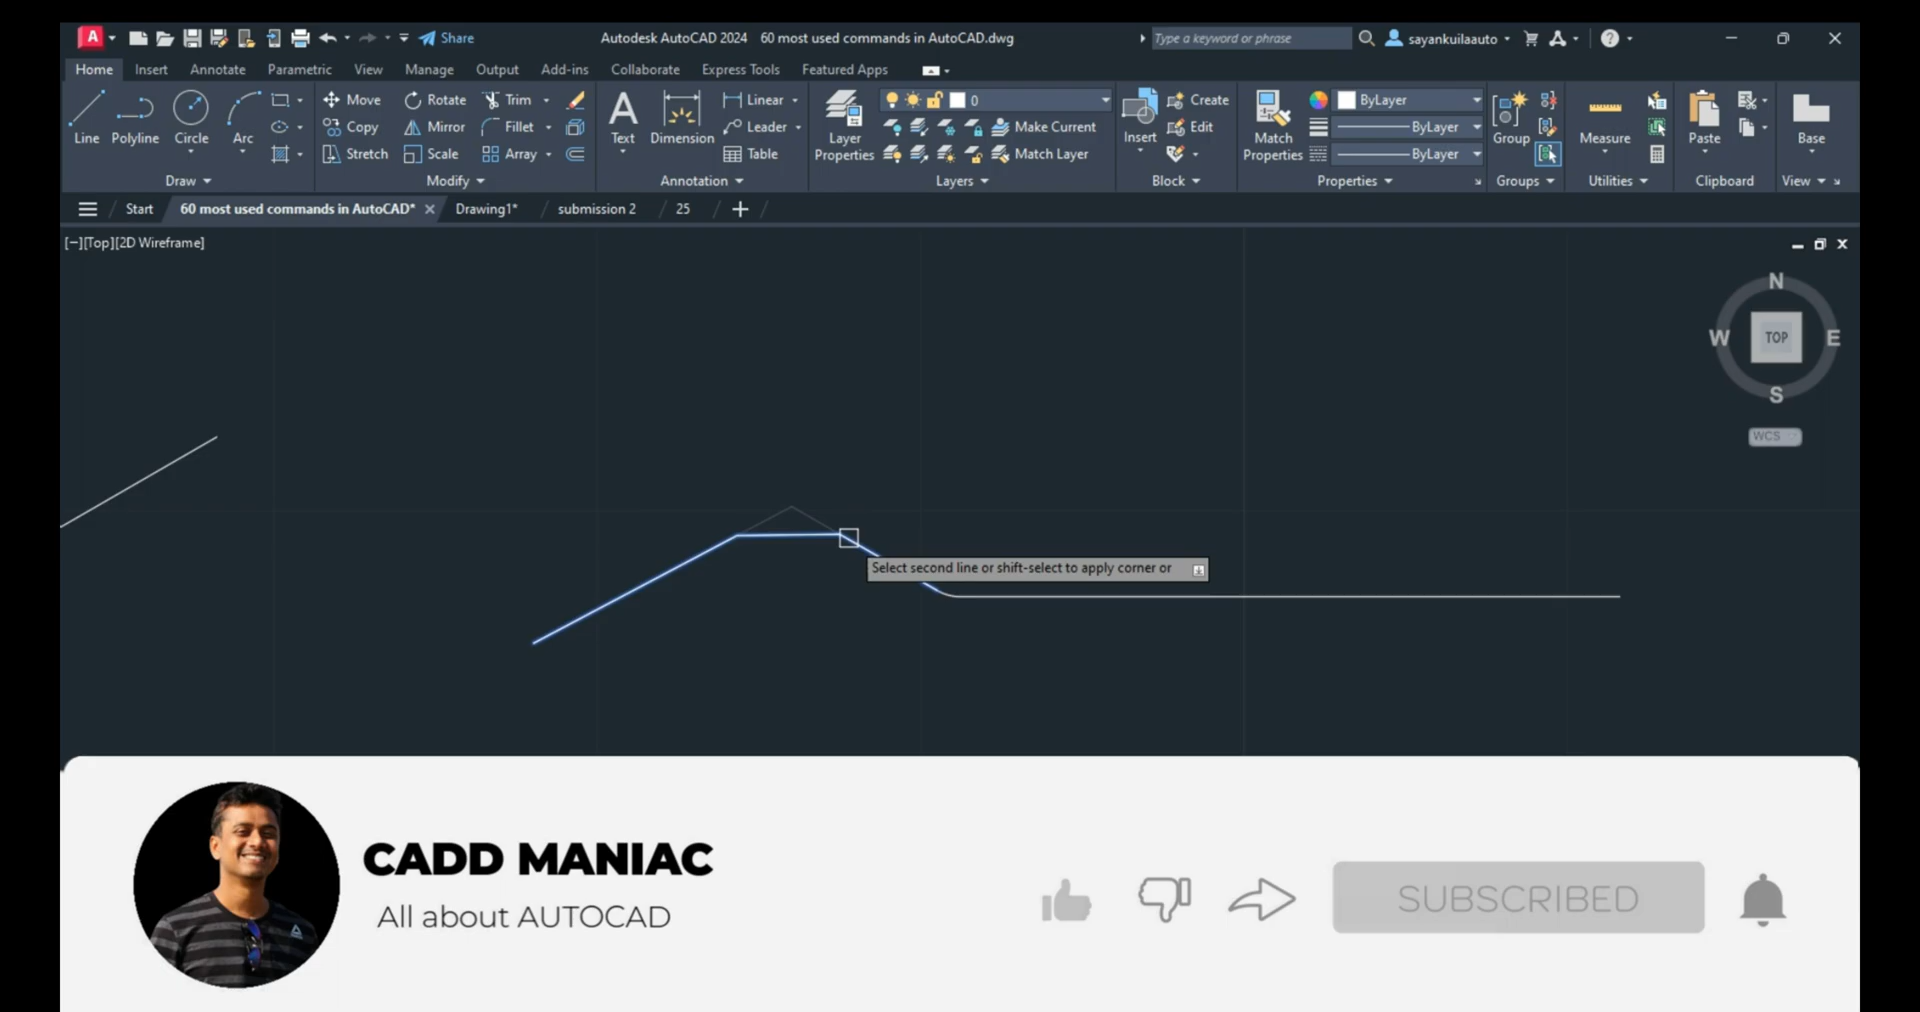 A Share Autodesk AutoCAD 2024 60 most used commands in AutoCAD.dwg Type a keyword or phrase sayankuilaauto ?
Home Insert Annotate Parametric View Manage Output Add-ins Collaborate Express Tools Featured Apps
Move Rotate Trim 0 Create ByLayer
Line Polyline Circle Arc Copy Mirror Fillet A Text Dimension Linear Leader Layer Properties Make Current Insert Edit Match Properties ByLayer Group Measure Paste Base
Stretch Scale Array Table Match Layer ByLayer
Draw Modify Annotation Layers Block Properties Groups Utilities Clipboard View
Start 60 most used commands in AutoCAD* Drawing1* submission 2 25
[−][Top][2D Wireframe]
N
W TOP E
S
WCS
Select second line or shift-select to apply corner or
CADD MANIAC
All about AUTOCAD
SUBSCRIBED